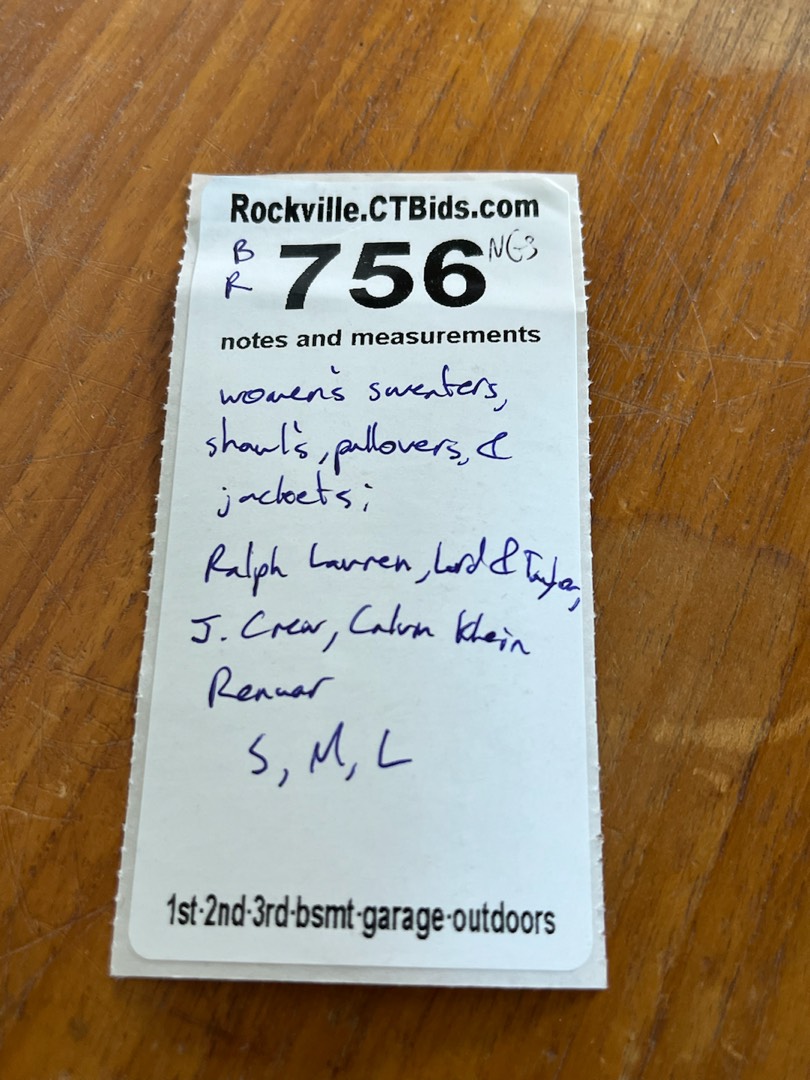 Rockville.CTBids.com
B
R
756 NG3
notes and measurements
women's sweaters,
shawl's, pullovers, &
jackets;
Ralph Lauren, Lord & Taylor,
J. Crew, Calvin Klein
Renuar
S, M, L
1st·2nd·3rd·bsmt·garage·outdoors